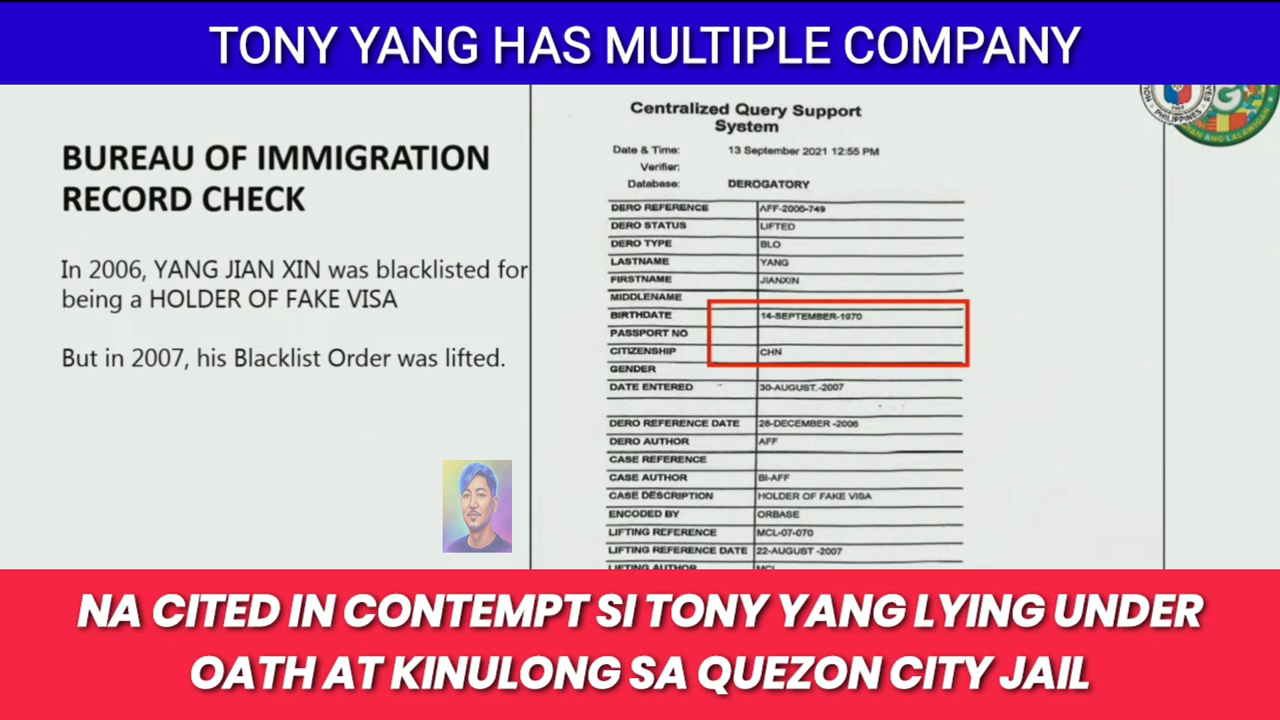 TONY YANG HAS MULTIPLE COMPANY
BUREAU OF IMMIGRATION
RECORD CHECK
In 2006, YANG JIAN XIN was blacklisted for
being a HOLDER OF FAKE VISA
But in 2007, his Blacklist Order was lifted.
Centralized Query Support
System
Date & Time: 13 September 2021 12:55 PM
Verifier:
Database: DEROGATORY
DERO REFERENCE AFF-2006-749
DERO STATUS LIFTED
DERO TYPE BLO
LASTNAME YANG
FIRSTNAME JIANXIN
MIDDLENAME
BIRTHDATE 14-SEPTEMBER-1970
PASSPORT NO
CITIZENSHIP CHN
GENDER
DATE ENTERED 30-AUGUST.-2007
DERO REFERENCE DATE 28-DECEMBER -2006
DERO AUTHOR AFF
CASE REFERENCE
CASE AUTHOR BI-AFF
CASE DESCRIPTION HOLDER OF FAKE VISA
ENCODED BY ORBASE
LIFTING REFERENCE MCL-07-070
LIFTING REFERENCE DATE 22-AUGUST -2007
LIFTING AUTHOR MCL
PHILIPPINES
NA CITED IN CONTEMPT SI TONY YANG LYING UNDER
OATH AT KINULONG SA QUEZON CITY JAIL